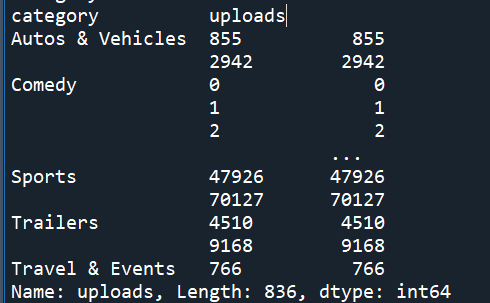 category uploads
Autos & Vehicles 855 855
2942 2942
Comedy 0 0
1 1
2 2
...
Sports 47926 47926
70127 70127
Trailers 4510 4510
9168 9168
Travel & Events 766 766
Name: uploads, Length: 836, dtype: int64